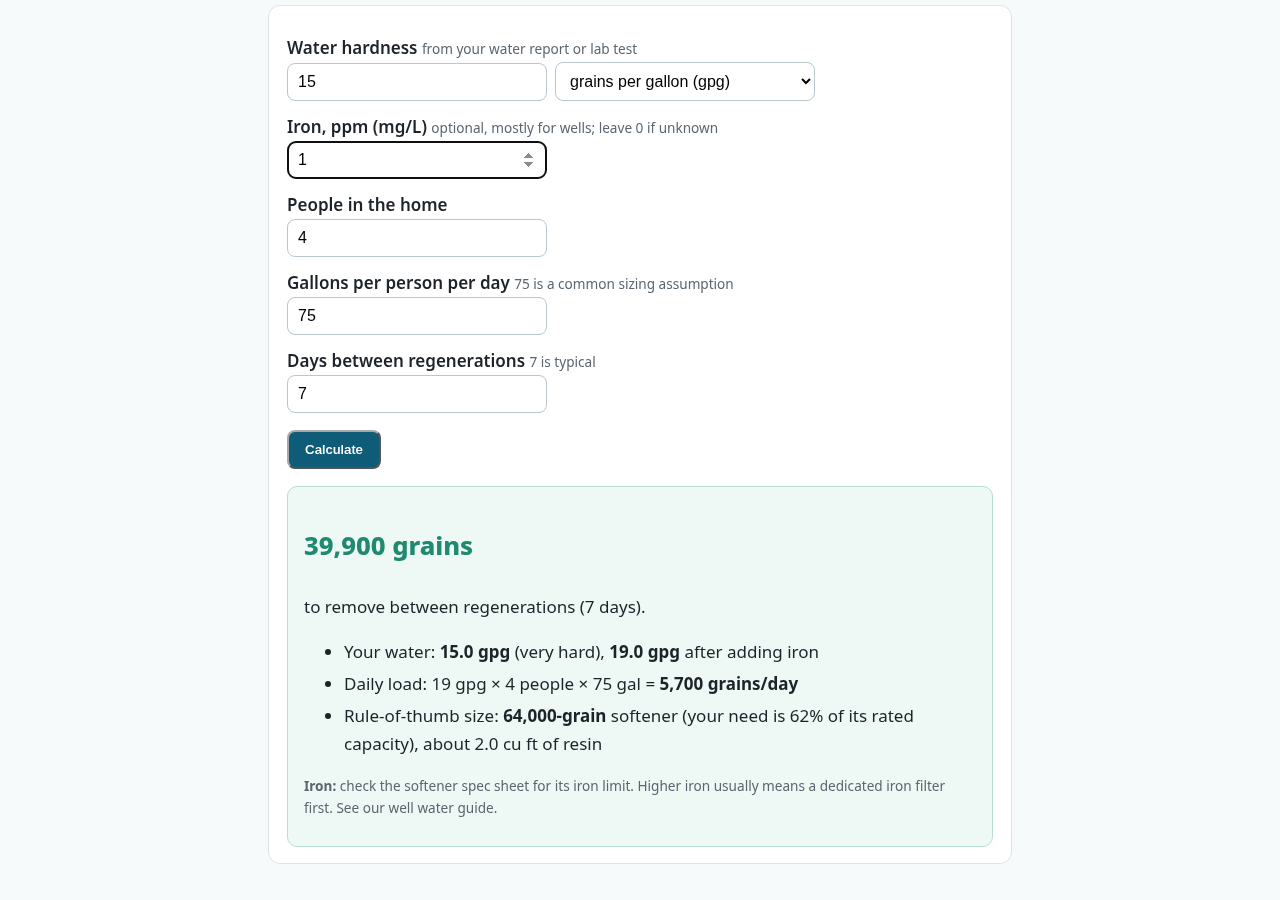 Water hardness from your water report or lab test
15 grains per gallon (gpg)
Iron, ppm (mg/L) optional, mostly for wells; leave 0 if unknown
1
People in the home
4
Gallons per person per day 75 is a common sizing assumption
75
Days between regenerations 7 is typical
7
Calculate
39,900 grains
to remove between regenerations (7 days).
• Your water: 15.0 gpg (very hard), 19.0 gpg after adding iron
• Daily load: 19 gpg × 4 people × 75 gal = 5,700 grains/day
• Rule-of-thumb size: 64,000-grain softener (your need is 62% of its rated
capacity), about 2.0 cu ft of resin
Iron: check the softener spec sheet for its iron limit. Higher iron usually means a dedicated iron filter
first. See our well water guide.